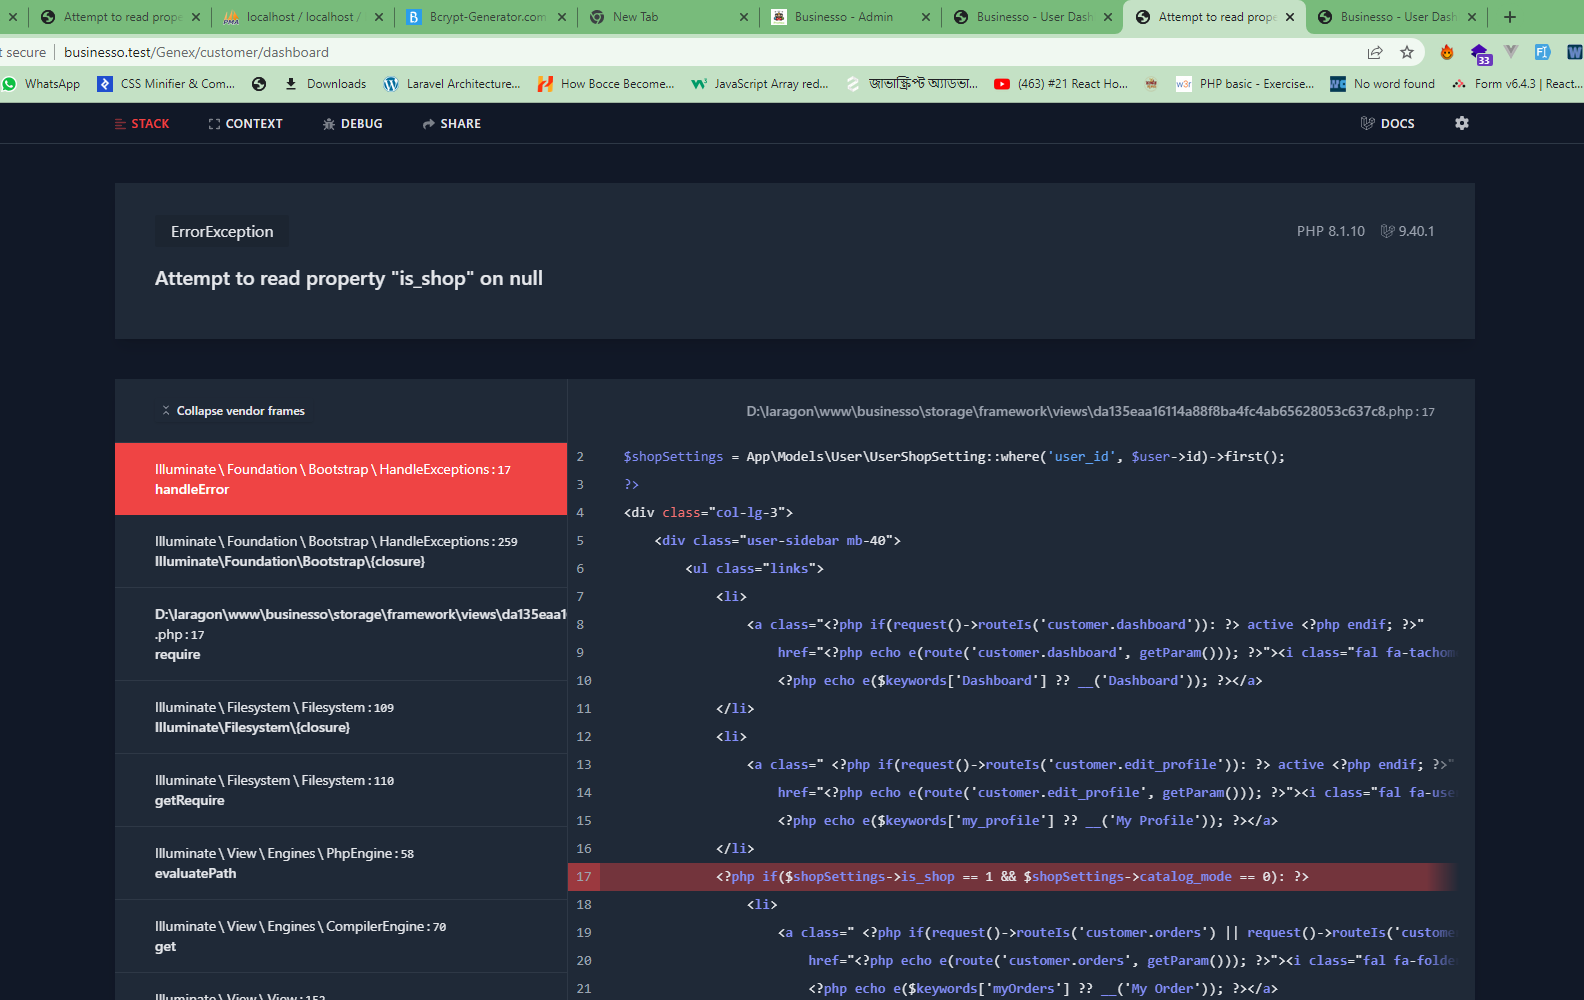 Attempt to read prope
localhost / localhost /
Bcrypt-Generator.com
New Tab
Businesso - Admin
Businesso - User Dash
Attempt to read prope
Businesso - User Dash
t secure | businesso.test/Genex/customer/dashboard
33
WhatsApp
CSS Minifier & Com...
Downloads
Laravel Architecture...
How Bocce Become...
JavaScript Array red...
জাভাস্ক্রিপ্ট অ্যাডভা...
(463) #21 React Ho...
PHP basic - Exercise...
No word found
Form v6.4.3 | React...
STACK
CONTEXT
DEBUG
SHARE
DOCS
ErrorException
PHP 8.1.10
9.40.1
Attempt to read property "is_shop" on null
Collapse vendor frames
Illuminate \ Foundation \ Bootstrap \ HandleExceptions : 17
handleError
Illuminate \ Foundation \ Bootstrap \ HandleExceptions : 259
Illuminate\Foundation\Bootstrap\{closure}
D:\laragon\www\businesso\storage\framework\views\da135eaa1
.php : 17
require
Illuminate \ Filesystem \ Filesystem : 109
Illuminate\Filesystem\{closure}
Illuminate \ Filesystem \ Filesystem : 110
getRequire
Illuminate \ View \ Engines \ PhpEngine : 58
evaluatePath
Illuminate \ View \ Engines \ CompilerEngine : 70
get
Illuminate \ View \ View : 152
D:\laragon\www\businesso\storage\framework\views\da135eaa16114a88f8ba4fc4ab65628053c637c8.php : 17
2 $shopSettings = App\Models\User\UserShopSetting::where('user_id', $user->id)->first();
3 ?>
4 <div class="col-lg-3">
5 <div class="user-sidebar mb-40">
6 <ul class="links">
7 <li>
8 <a class="<?php if(request()->routeIs('customer.dashboard')): ?> active <?php endif; ?>"
9 href="<?php echo e(route('customer.dashboard', getParam())); ?>"><i class="fal fa-tachom
10 <?php echo e($keywords['Dashboard'] ?? __('Dashboard')); ?></a>
11 </li>
12 <li>
13 <a class=" <?php if(request()->routeIs('customer.edit_profile')): ?> active <?php endif; ?>"
14 href="<?php echo e(route('customer.edit_profile', getParam())); ?>"><i class="fal fa-use
15 <?php echo e($keywords['my_profile'] ?? __('My Profile')); ?></a>
16 </li>
17 <?php if($shopSettings->is_shop == 1 && $shopSettings->catalog_mode == 0): ?>
18 <li>
19 <a class=" <?php if(request()->routeIs('customer.orders') || request()->routeIs('custome
20 href="<?php echo e(route('customer.orders', getParam())); ?>"><i class="fal fa-folde
21 <?php echo e($keywords['myOrders'] ?? __('My Order')); ?></a>